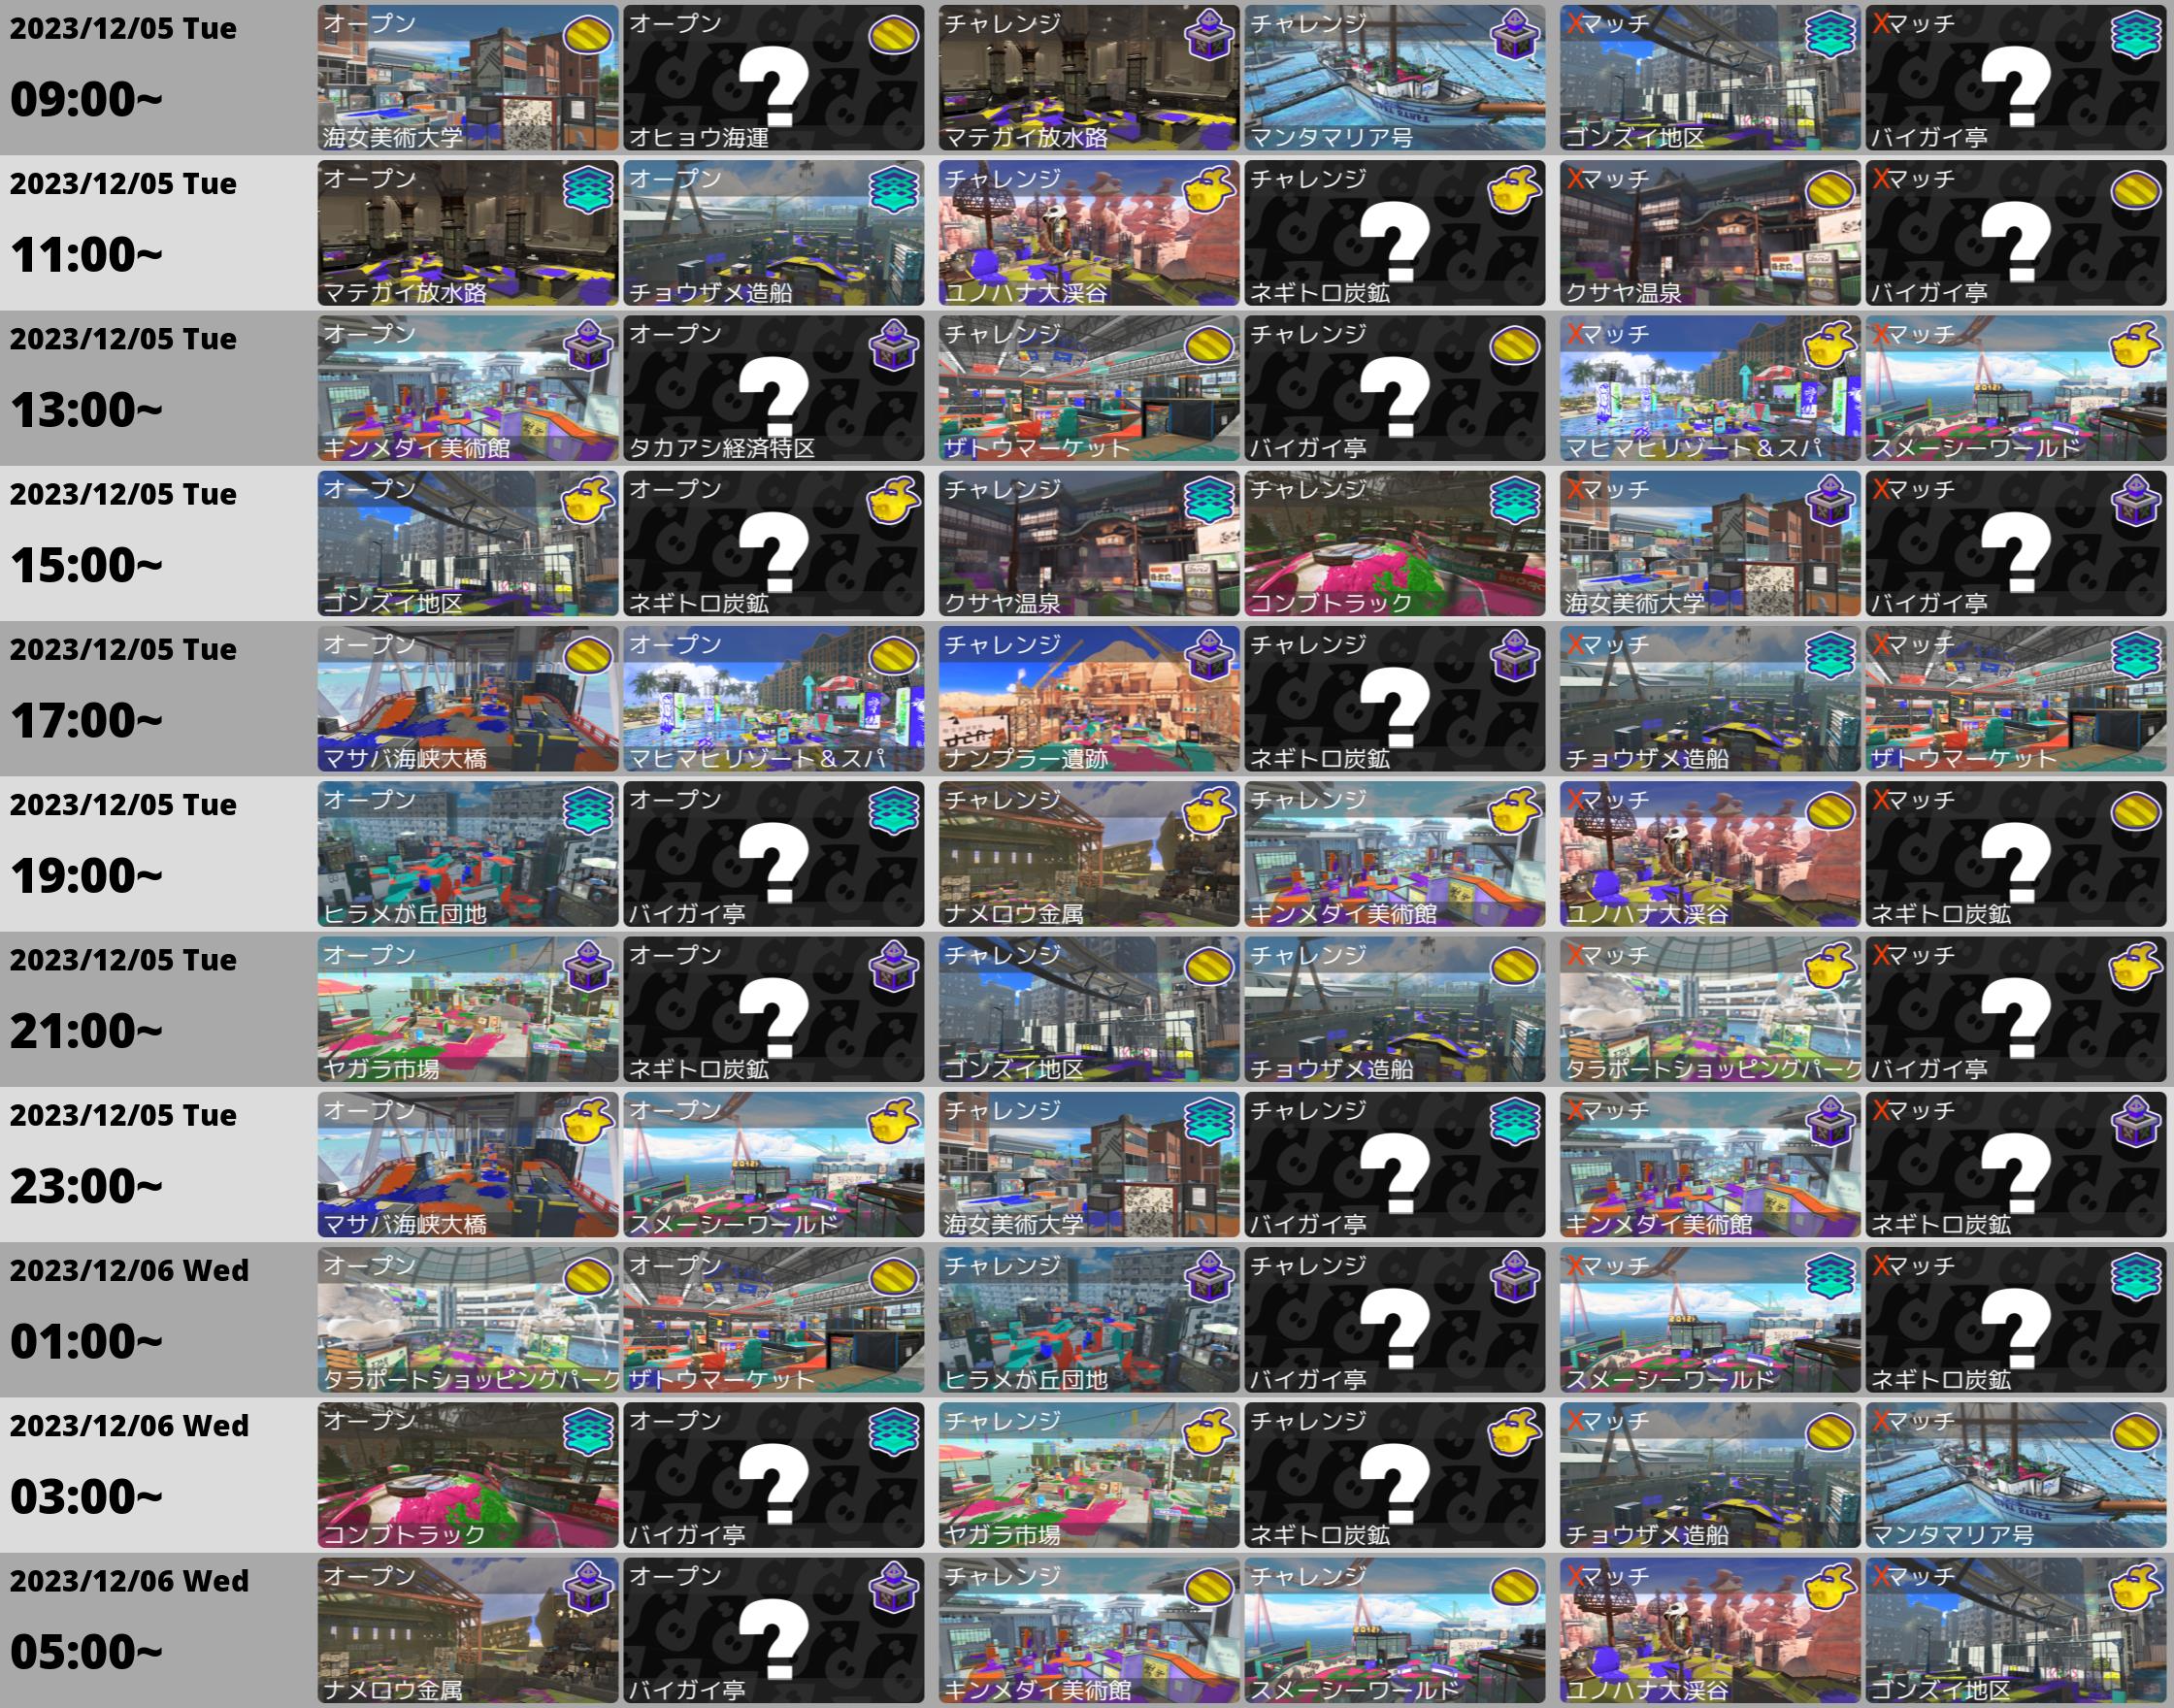 2023/12/05 Tue
09:00~
オープン
海女美術大学
オープン
オヒョウ海運
チャレンジ
マテガイ放水路
チャレンジ
マンタマリア号
Xマッチ
ゴンズイ地区
Xマッチ
バイガイ亭
2023/12/05 Tue
11:00~
オープン
マテガイ放水路
オープン
チョウザメ造船
チャレンジ
ユノハナ大渓谷
チャレンジ
ネギトロ炭鉱
Xマッチ
クサヤ温泉
Xマッチ
バイガイ亭
2023/12/05 Tue
13:00~
オープン
キンメダイ美術館
オープン
タカアシ経済特区
チャレンジ
ザトウマーケット
チャレンジ
バイガイ亭
Xマッチ
マヒマヒリゾート&スパ
Xマッチ
スメーシーワールド
2023/12/05 Tue
15:00~
オープン
ゴンズイ地区
オープン
ネギトロ炭鉱
チャレンジ
クサヤ温泉
チャレンジ
コンブトラック
Xマッチ
海女美術大学
Xマッチ
バイガイ亭
2023/12/05 Tue
17:00~
オープン
マサバ海峡大橋
オープン
マヒマヒリゾート&スパ
チャレンジ
ナンプラー遺跡
チャレンジ
ネギトロ炭鉱
Xマッチ
チョウザメ造船
Xマッチ
ザトウマーケット
2023/12/05 Tue
19:00~
オープン
ヒラメが丘団地
オープン
バイガイ亭
チャレンジ
ナメロウ金属
チャレンジ
キンメダイ美術館
Xマッチ
ユノハナ大渓谷
Xマッチ
ネギトロ炭鉱
2023/12/05 Tue
21:00~
オープン
ヤガラ市場
オープン
ネギトロ炭鉱
チャレンジ
ゴンズイ地区
チャレンジ
チョウザメ造船
Xマッチ
タラポートショッピングパーク
Xマッチ
バイガイ亭
2023/12/05 Tue
23:00~
オープン
マサバ海峡大橋
オープン
スメーシーワールド
チャレンジ
海女美術大学
チャレンジ
バイガイ亭
Xマッチ
キンメダイ美術館
Xマッチ
ネギトロ炭鉱
2023/12/06 Wed
01:00~
オープン
タラポートショッピングパーク
オープン
ザトウマーケット
チャレンジ
ヒラメが丘団地
チャレンジ
バイガイ亭
Xマッチ
スメーシーワールド
Xマッチ
ネギトロ炭鉱
2023/12/06 Wed
03:00~
オープン
コンブトラック
オープン
バイガイ亭
チャレンジ
ヤガラ市場
チャレンジ
ネギトロ炭鉱
Xマッチ
チョウザメ造船
Xマッチ
マンタマリア号
2023/12/06 Wed
05:00~
オープン
ナメロウ金属
オープン
バイガイ亭
チャレンジ
キンメダイ美術館
チャレンジ
スメーシーワールド
Xマッチ
ユノハナ大渓谷
Xマッチ
ゴンズイ地区